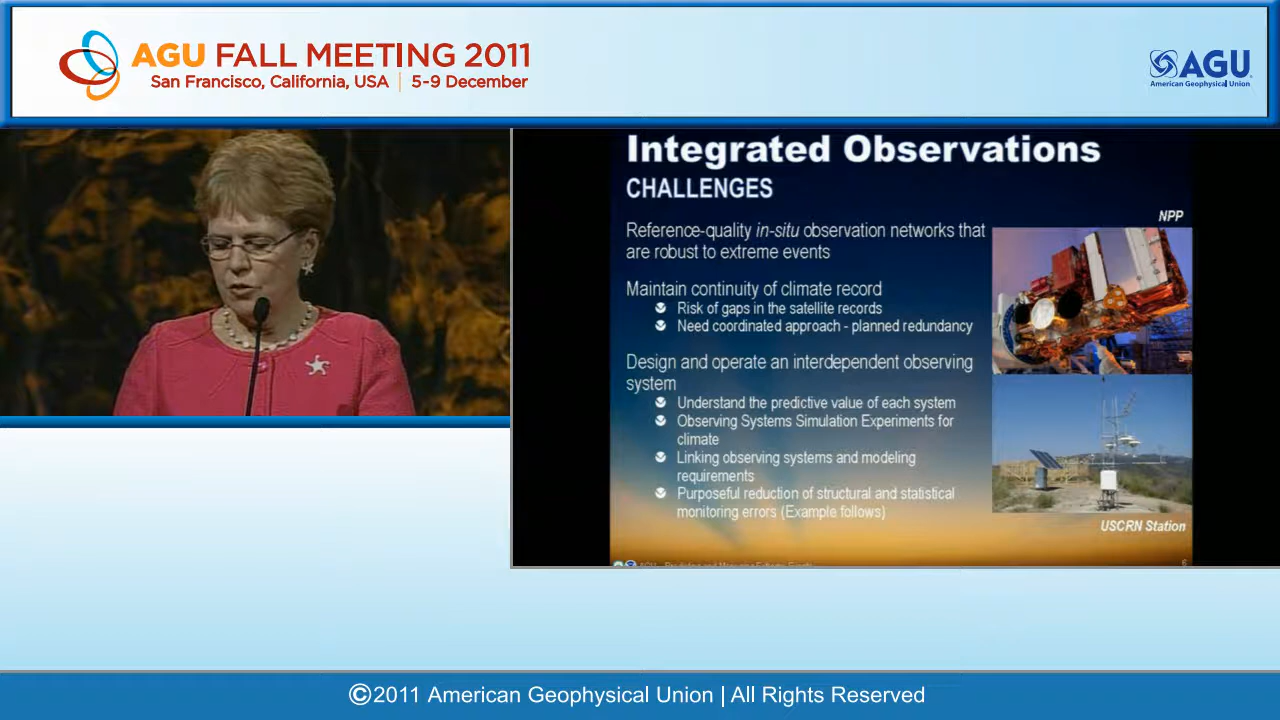 AGU FALL MEETING 2011
San Francisco, California, USA | 5-9 December
AGU
American Geophysical Union
Integrated Observations
CHALLENGES
NPP
Reference-quality in-situ observation networks that
are robust to extreme events
Maintain continuity of climate record
Risk of gaps in the satellite records
Need coordinated approach - planned redundancy
Design and operate an interdependent observing
system
Understand the predictive value of each system
Observing Systems Simulation Experiments for
climate
Linking observing systems and modeling
requirements
Purposeful reduction of structural and statistical
monitoring errors (Example follows)
USCRN Station
6
©2011 American Geophysical Union | All Rights Reserved